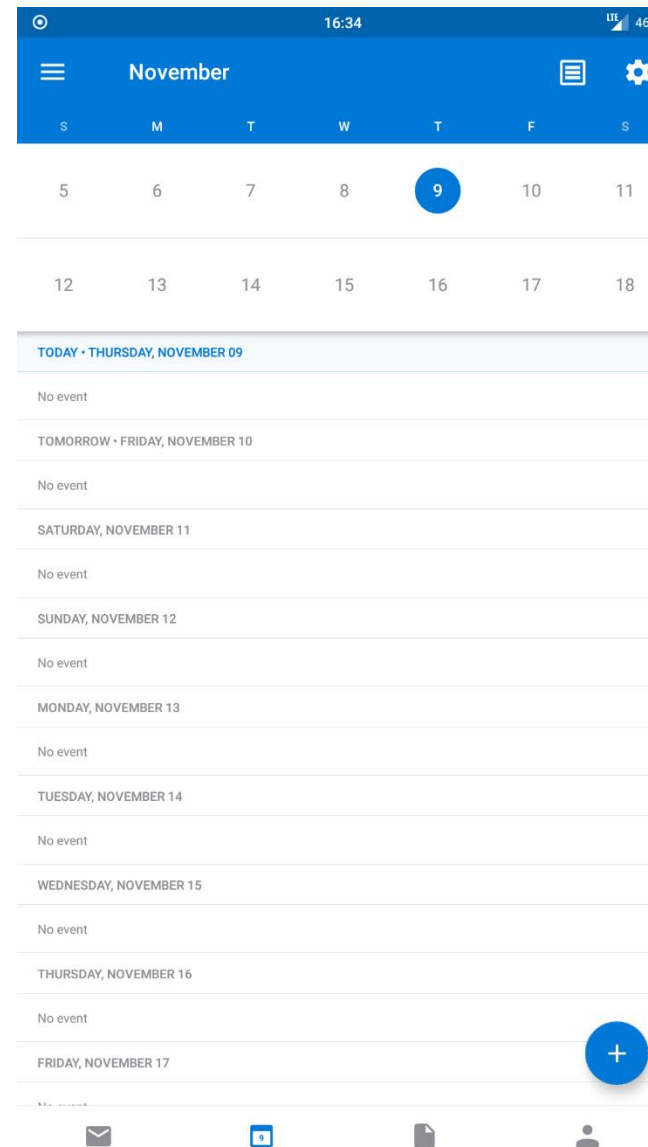 16:34 LTE 46
November
S M T W T F S
5 6 7 8 9 10 11
12 13 14 15 16 17 18
TODAY • THURSDAY, NOVEMBER 09
No event
TOMORROW • FRIDAY, NOVEMBER 10
No event
SATURDAY, NOVEMBER 11
No event
SUNDAY, NOVEMBER 12
No event
MONDAY, NOVEMBER 13
No event
TUESDAY, NOVEMBER 14
No event
WEDNESDAY, NOVEMBER 15
No event
THURSDAY, NOVEMBER 16
No event
FRIDAY, NOVEMBER 17
9